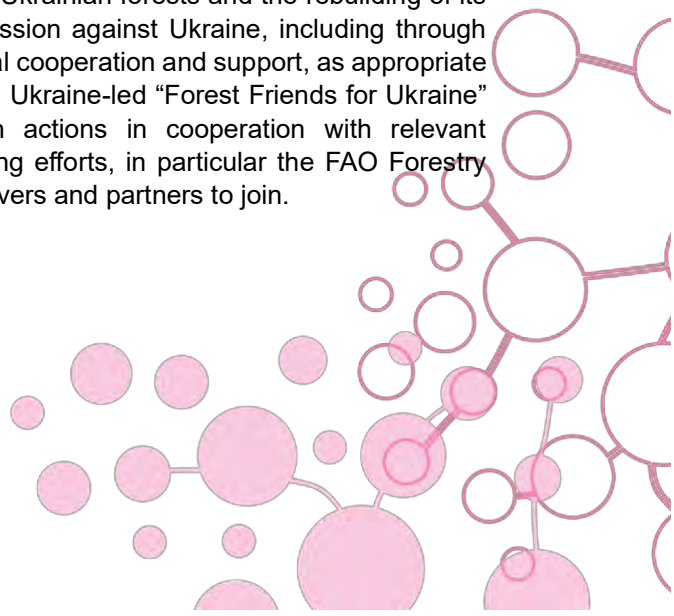 Ukrainian forests and the rebuilding of its
ssion against Ukraine, including through
al cooperation and support, as appropriate
Ukraine-led “Forest Friends for Ukraine”
actions in cooperation with relevant
ng efforts, in particular the FAO Forestry
vers and partners to join.